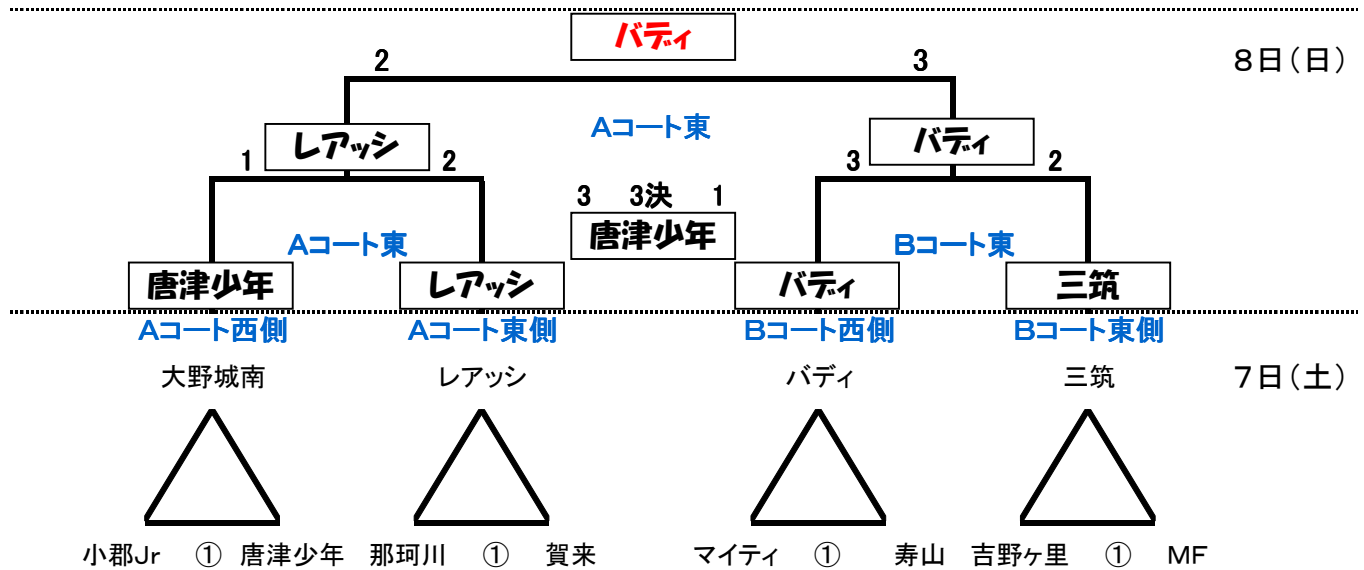 バディ
2 3 8日(日)
Aコート東
レアッシ バディ
1 2 3 2
3 3決 1
唐津少年
Aコート東 Bコート東
唐津少年 レアッシ バディ 三筑
Aコート西側 Aコート東側 Bコート西側 Bコート東側
大野城南 レアッシ バディ 三筑 7日(土)
小郡Jr ① 唐津少年 那珂川 ① 賀来 マイティ ① 寿山 吉野ヶ里 ① MF